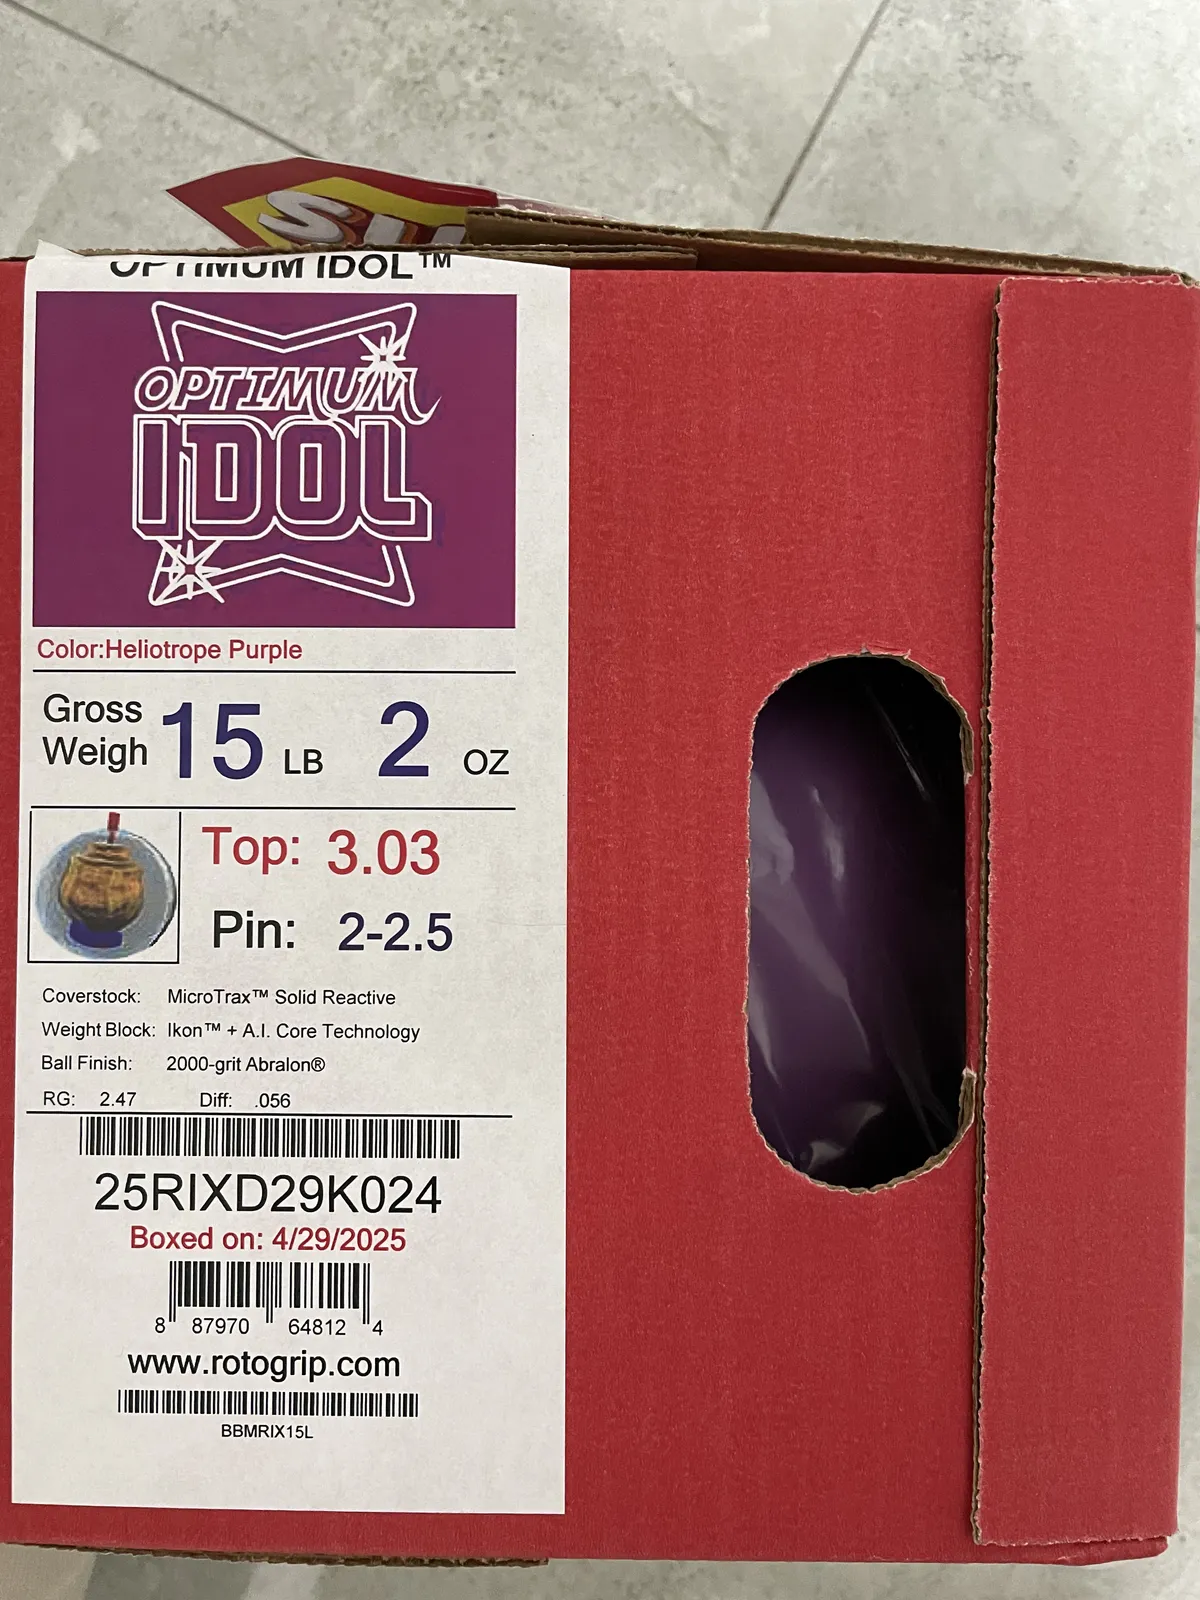 OPTIMUM IDOL™
OPTIMUM
IDOL
Color:Heliotrope Purple
Gross
Weigh 15 LB 2 OZ
Top: 3.03
Pin: 2-2.5
Coverstock: MicroTrax™ Solid Reactive
Weight Block: Ikon™ + A.I. Core Technology
Ball Finish: 2000-grit Abralon®
RG: 2.47 Diff: .056
25RIXD29K024
Boxed on: 4/29/2025
8 87970 64812 4
www.rotogrip.com
BBMRIX15L